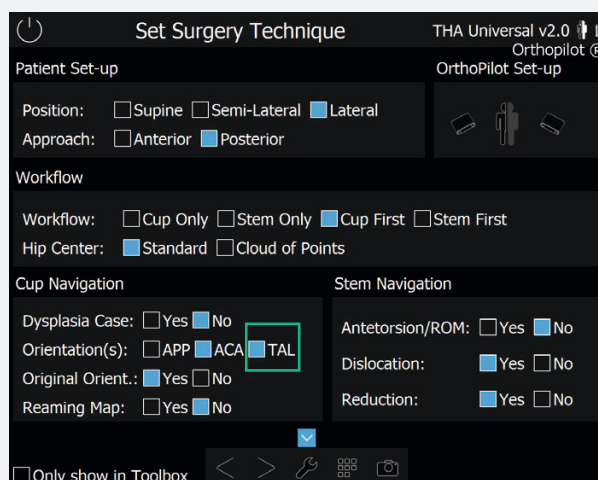 Set Surgery Technique THA Universal v2.0 L
Orthopilot ®
Patient Set-up OrthoPilot Set-up
Position: Supine Semi-Lateral Lateral
Approach: Anterior Posterior
Workflow
Workflow: Cup Only Stem Only Cup First Stem First
Hip Center: Standard Cloud of Points
Cup Navigation Stem Navigation
Dysplasia Case: Yes No
Antetorsion/ROM: Yes No
Orientation(s): APP ACA TAL
Dislocation: Yes No
Original Orient.: Yes No
Reduction: Yes No
Reaming Map: Yes No
Only show in Toolbox